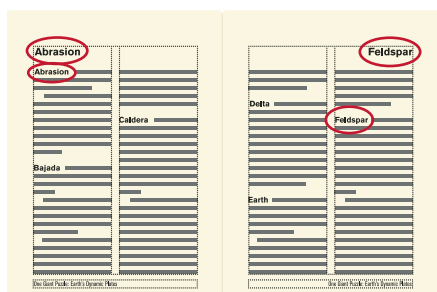 Abrasion
Abrasion
Bajada
Caldera
One Giant Puzzle: Earth's Dynamic Plates
Feldspar
Delta
Earth
Feldspar
One Giant Puzzle: Earth's Dynamic Plates